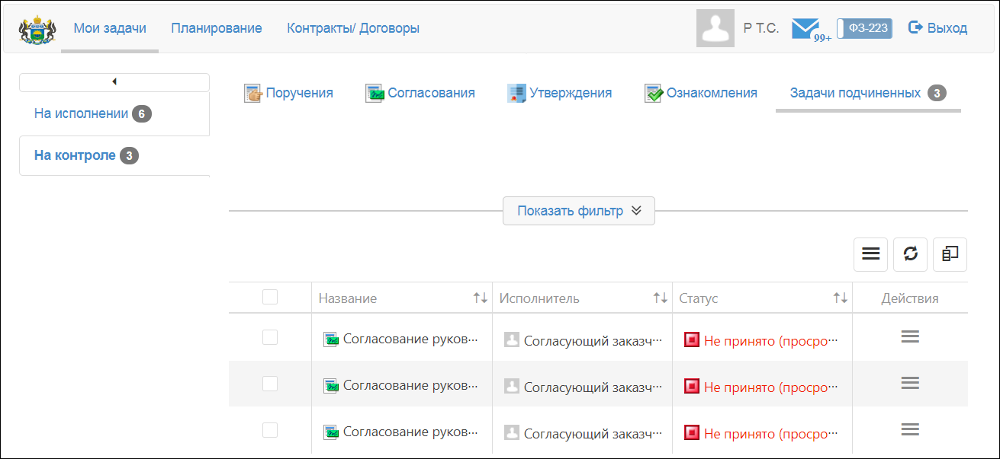 Мои задачи Планирование Контракты/ Договоры Р Т.С. 99+ ФЗ-223 Выход
Поручения Согласования Утверждения Ознакомления Задачи подчиненных 3
На исполнении 6
На контроле 3
Показать фильтр
Название Исполнитель Статус Действия
Согласование руков··· Согласующий заказч··· Не принято (просро···
Согласование руков··· Согласующий заказч··· Не принято (просро···
Согласование руков··· Согласующий заказч··· Не принято (просро···